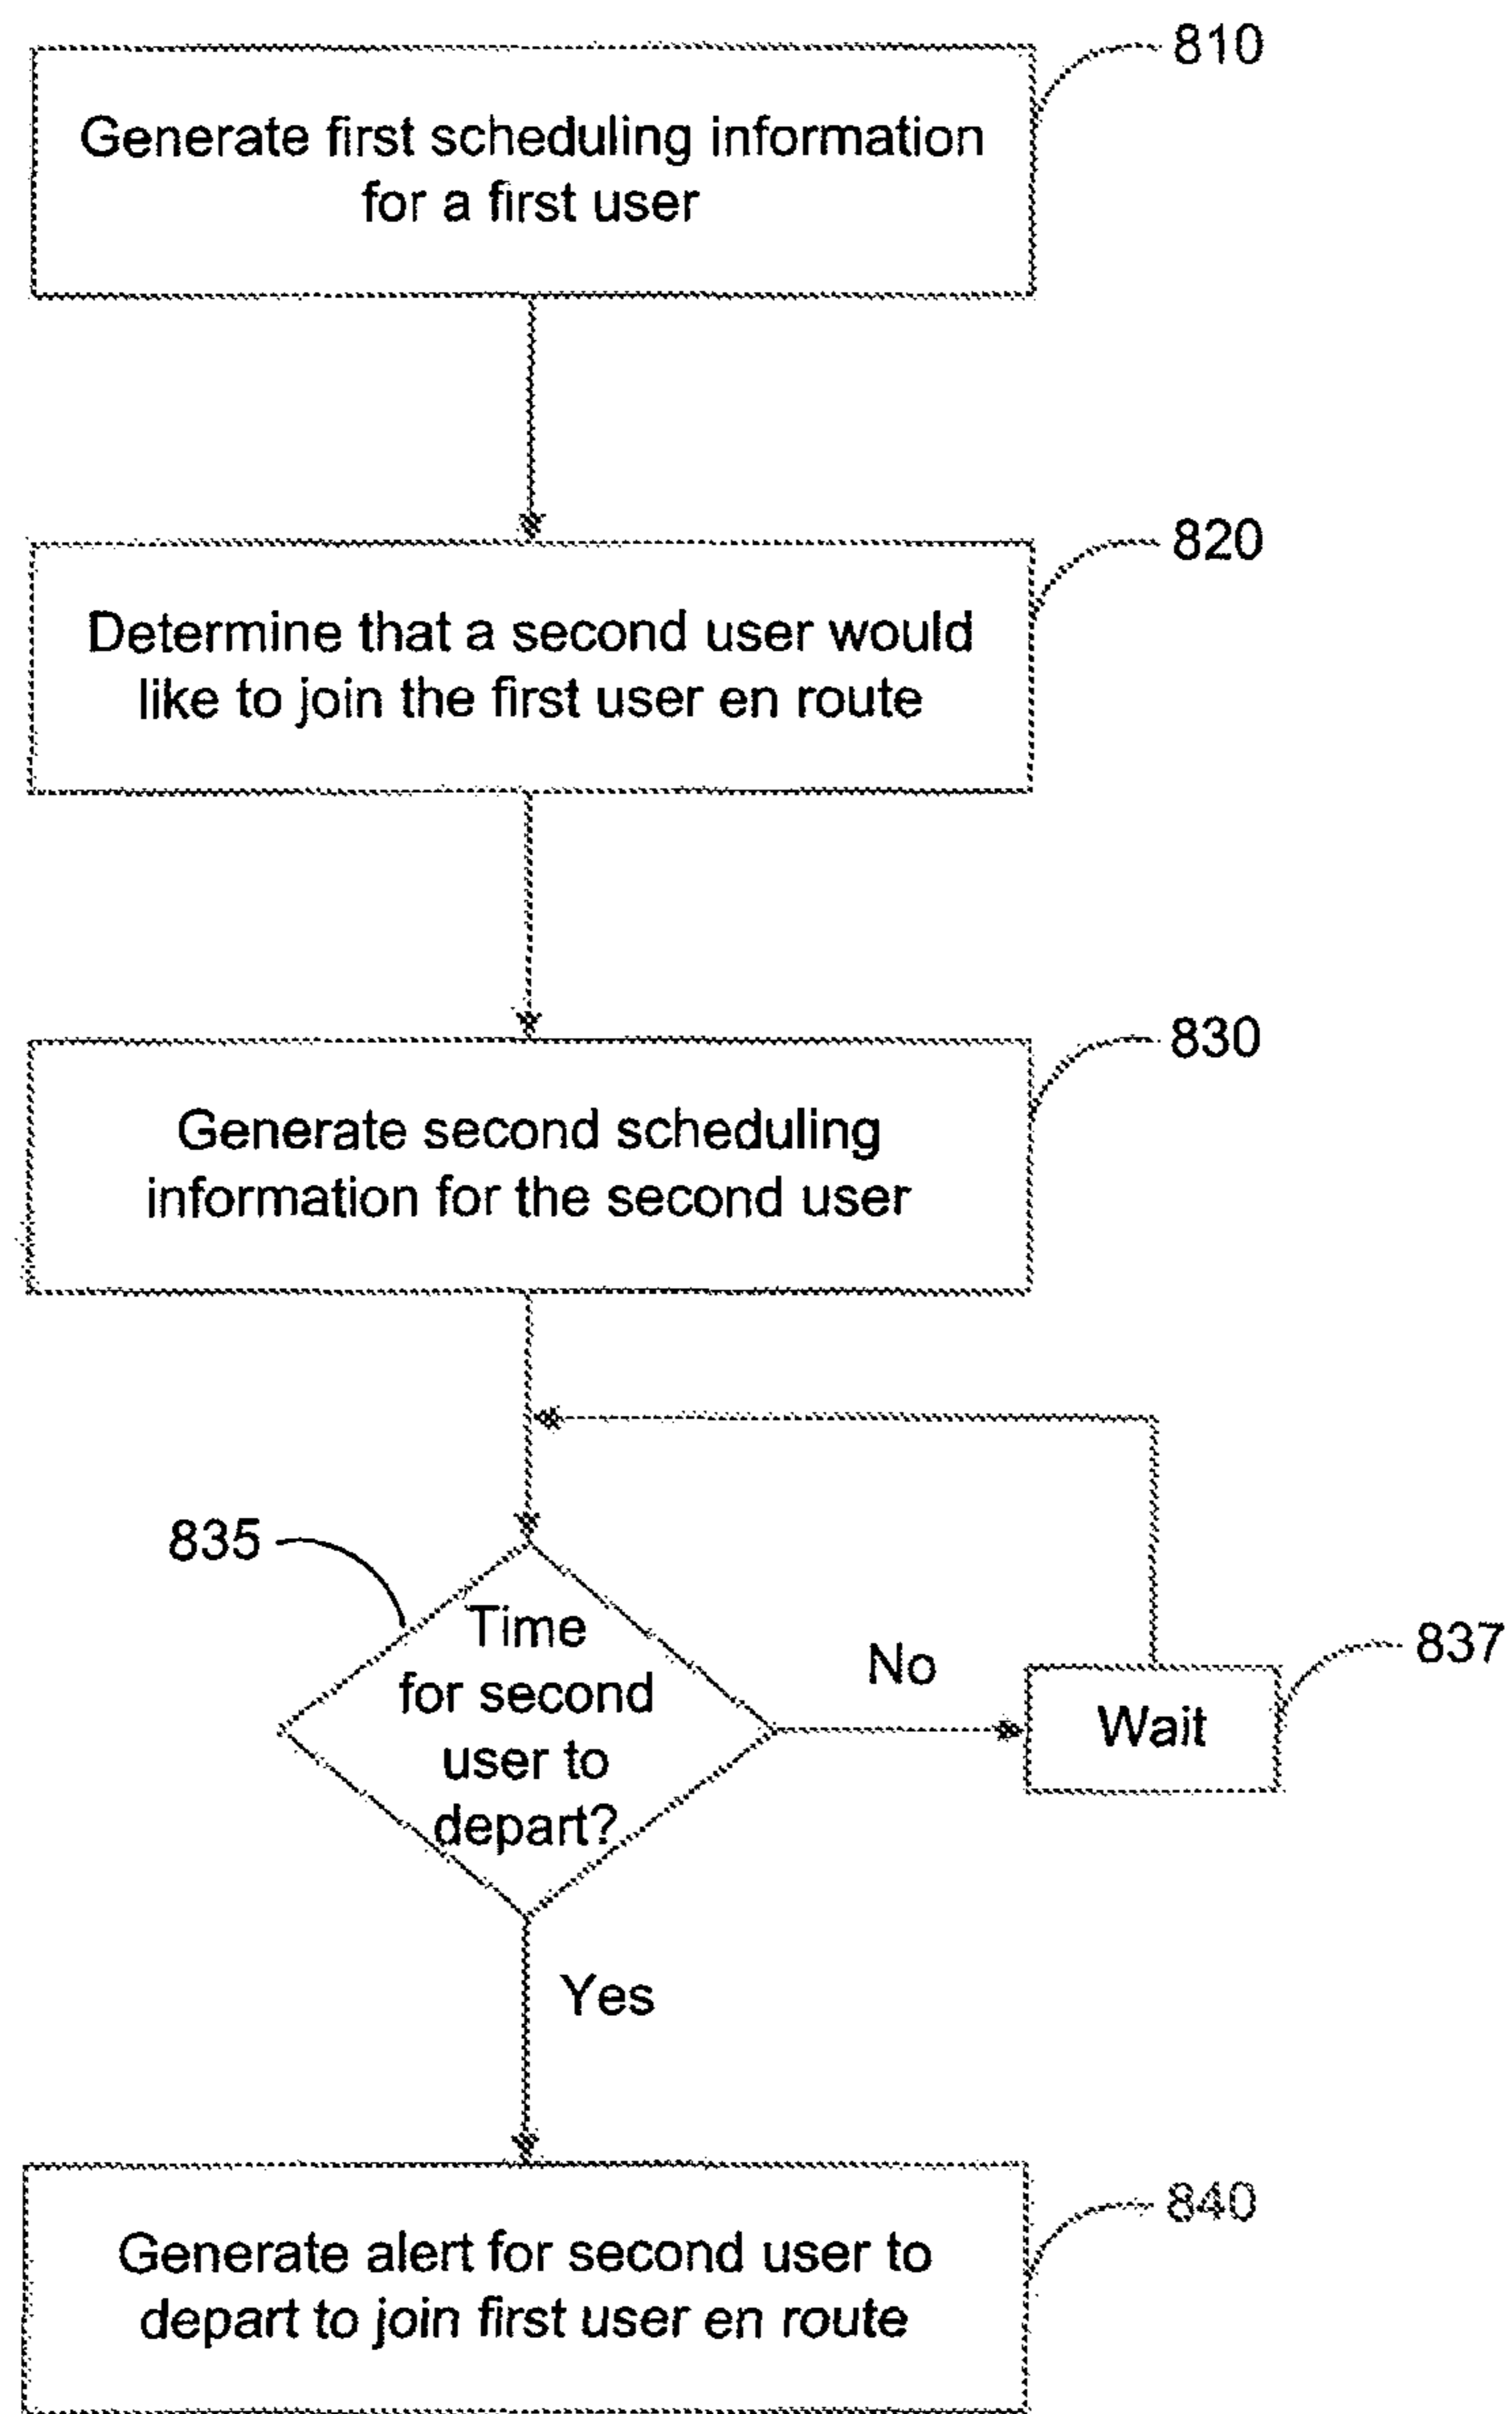 810
Generate first scheduling information
for a first user
820
Determine that a second user would
like to join the first user en route
830
Generate second scheduling
information for the second user
835
Time
for second
user to
depart?
No
837
Wait
Yes
840
Generate alert for second user to
depart to join first user en route